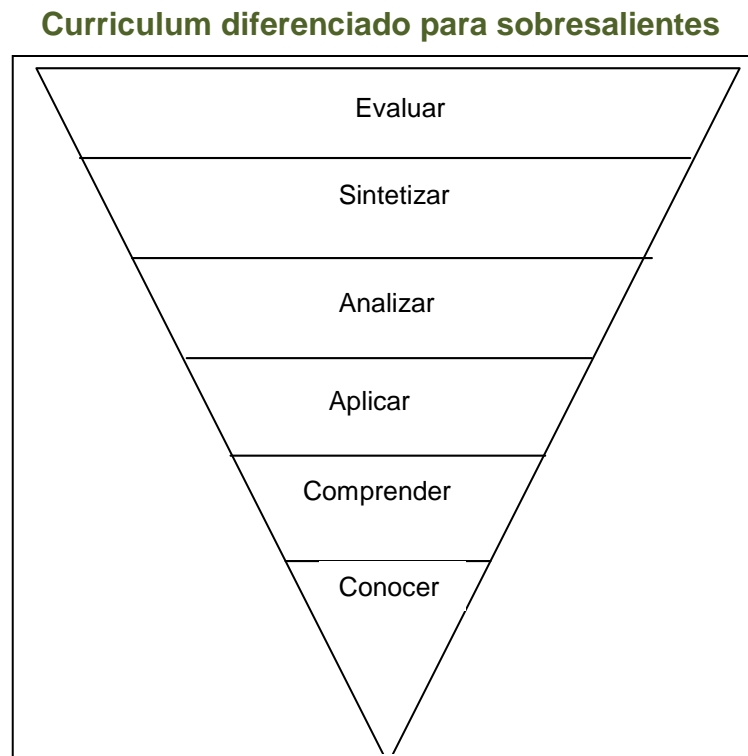 Curriculum diferenciado para sobresalientes
Evaluar
Sintetizar
Analizar
Aplicar
Comprender
Conocer